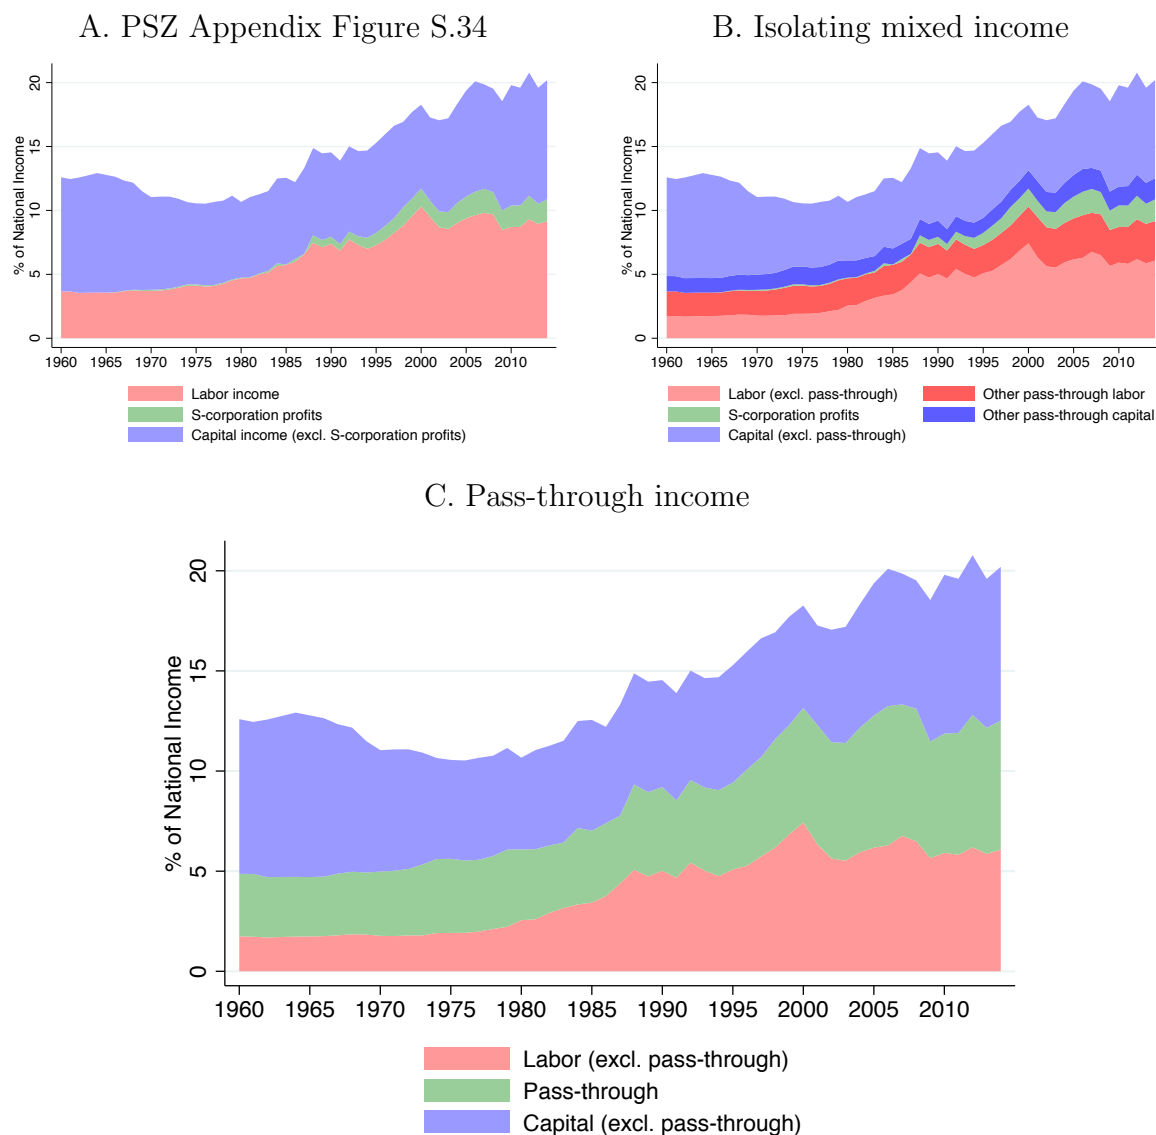 A. PSZ Appendix Figure S.34
% of National Income
20
15
10
5
0
1960 1965 1970 1975 1980 1985 1990 1995 2000 2005 2010
Labor income
S-corporation profits
Capital income (excl. S-corporation profits)
B. Isolating mixed income
% of National Income
20
15
10
5
0
1960 1965 1970 1975 1980 1985 1990 1995 2000 2005 2010
Labor (excl. pass-through) Other pass-through labor
S-corporation profits Other pass-through capital
Capital (excl. pass-through)
C. Pass-through income
% of National Income
20
15
10
5
0
1960 1965 1970 1975 1980 1985 1990 1995 2000 2005 2010
Labor (excl. pass-through)
Pass-through
Capital (excl. pass-through)